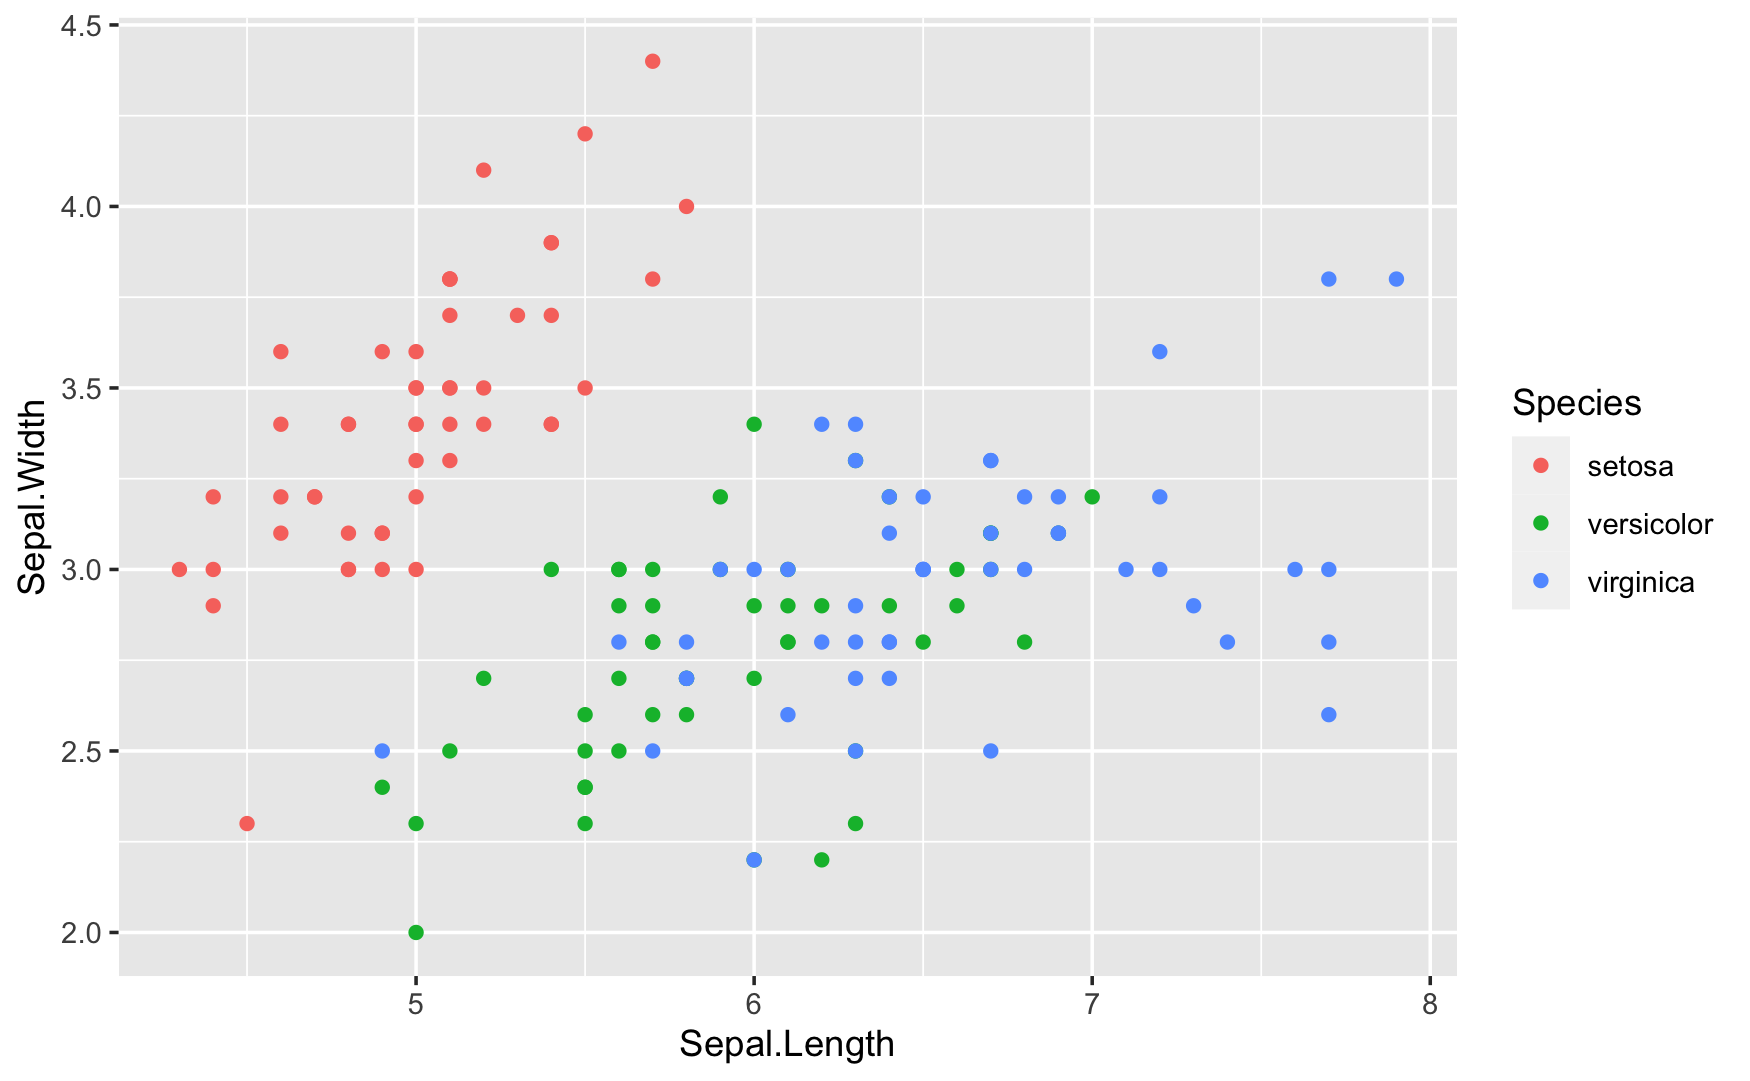 4.5
4.0
3.5
3.0
2.5
2.0
Sepal.Width
5 6 7 8
Sepal.Length
Species
setosa
versicolor
virginica